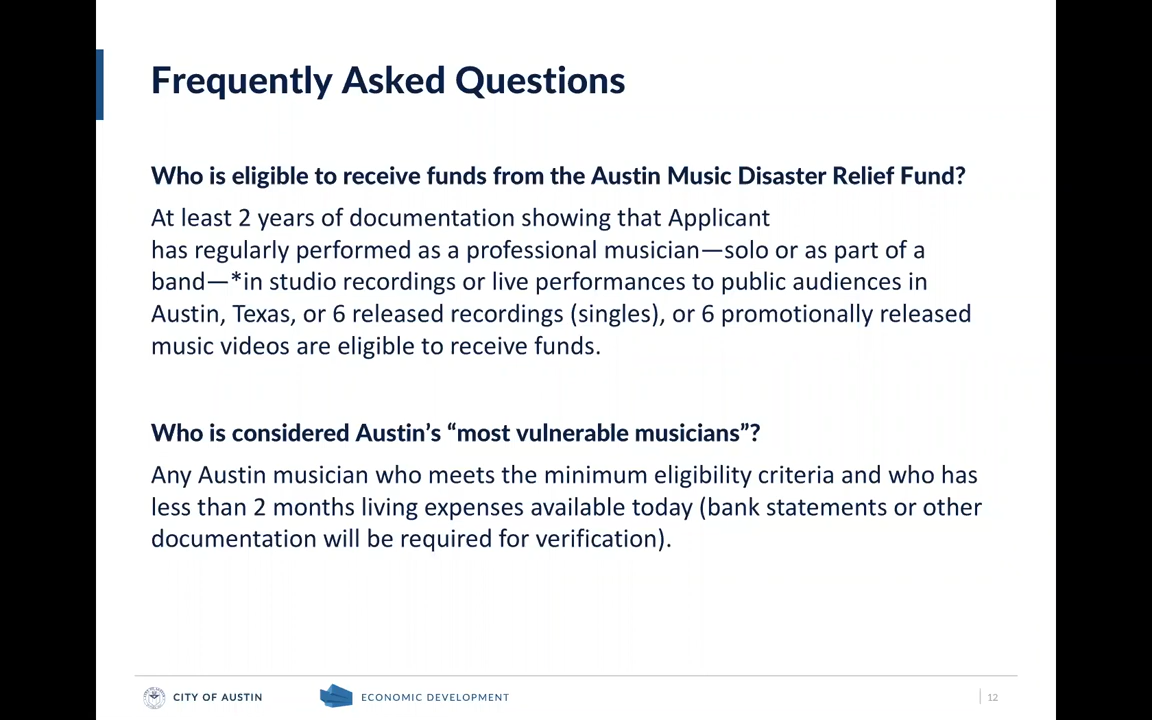 Frequently Asked Questions
Who is eligible to receive funds from the Austin Music Disaster Relief Fund?
At least 2 years of documentation showing that Applicant
has regularly performed as a professional musician—solo or as part of a
band—*in studio recordings or live performances to public audiences in
Austin, Texas, or 6 released recordings (singles), or 6 promotionally released
music videos are eligible to receive funds.
Who is considered Austin’s “most vulnerable musicians”?
Any Austin musician who meets the minimum eligibility criteria and who has
less than 2 months living expenses available today (bank statements or other
documentation will be required for verification).
CITY OF AUSTIN
ECONOMIC DEVELOPMENT
12